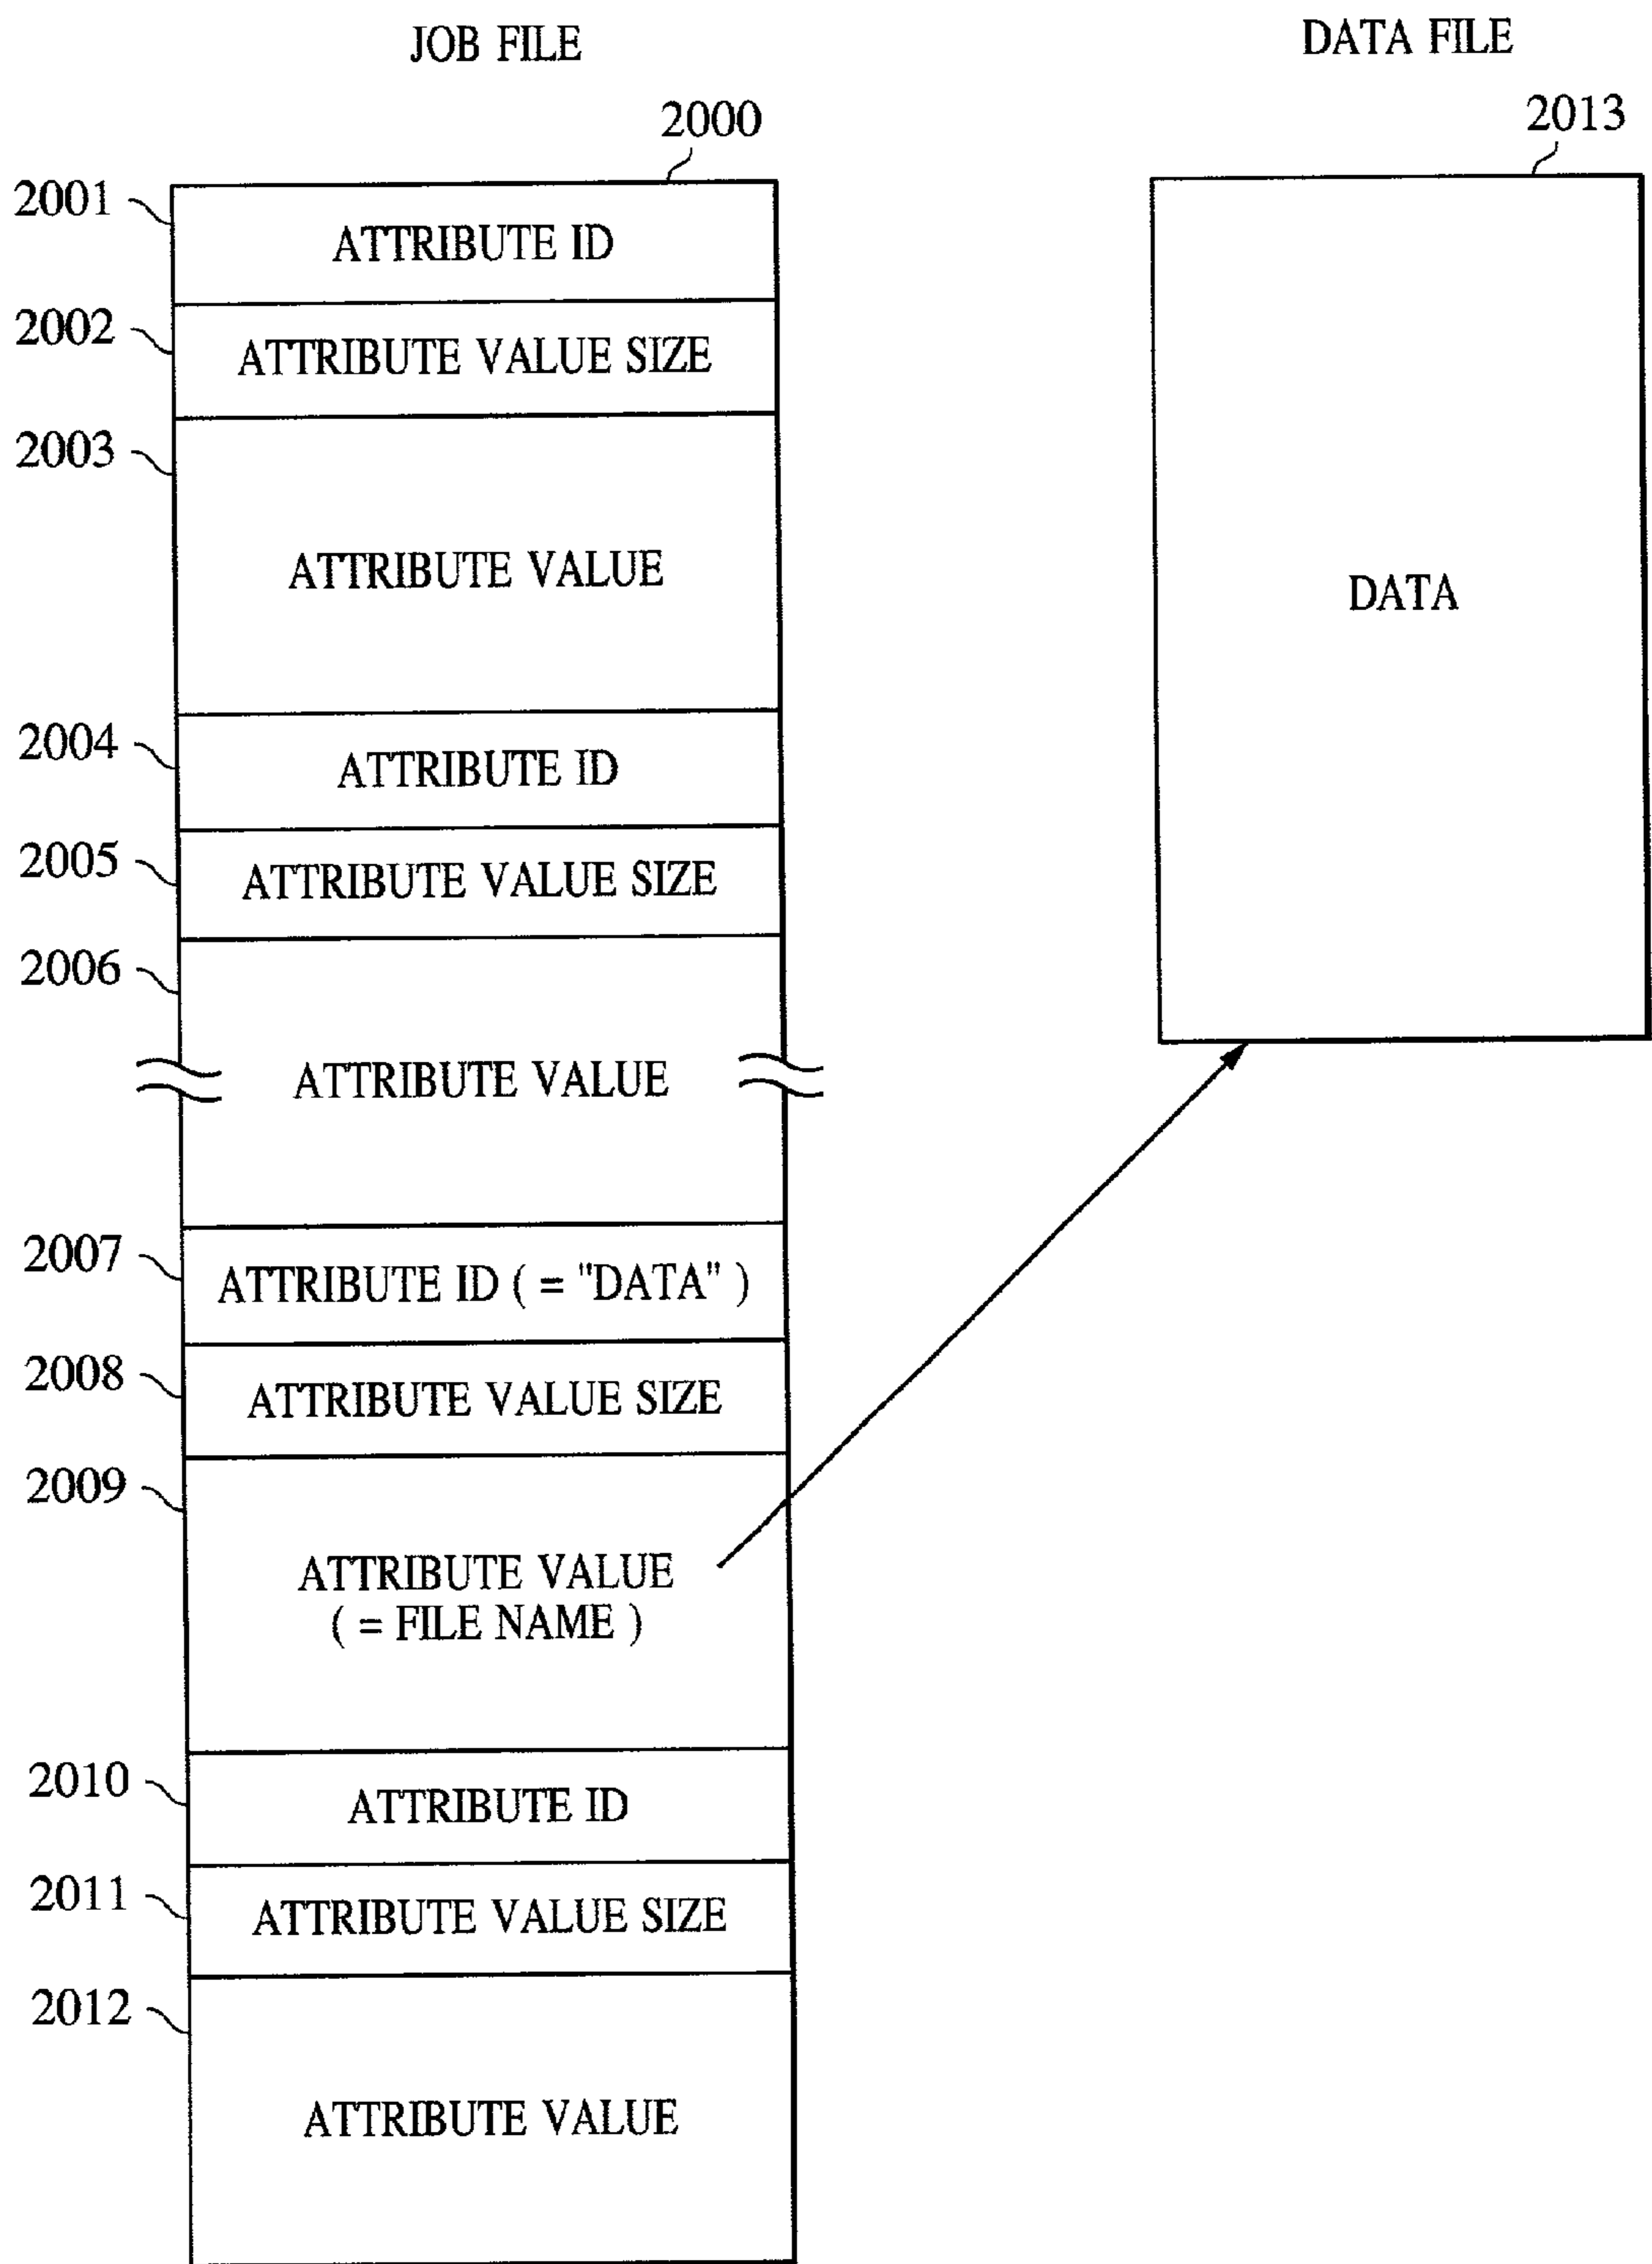 JOB FILE
2000
2001
ATTRIBUTE ID
2002
ATTRIBUTE VALUE SIZE
2003
ATTRIBUTE VALUE
2004
ATTRIBUTE ID
2005
ATTRIBUTE VALUE SIZE
2006
ATTRIBUTE VALUE
2007
ATTRIBUTE ID ( = "DATA" )
2008
ATTRIBUTE VALUE SIZE
2009
ATTRIBUTE VALUE
( = FILE NAME )
2010
ATTRIBUTE ID
2011
ATTRIBUTE VALUE SIZE
2012
ATTRIBUTE VALUE
DATA FILE
2013
DATA